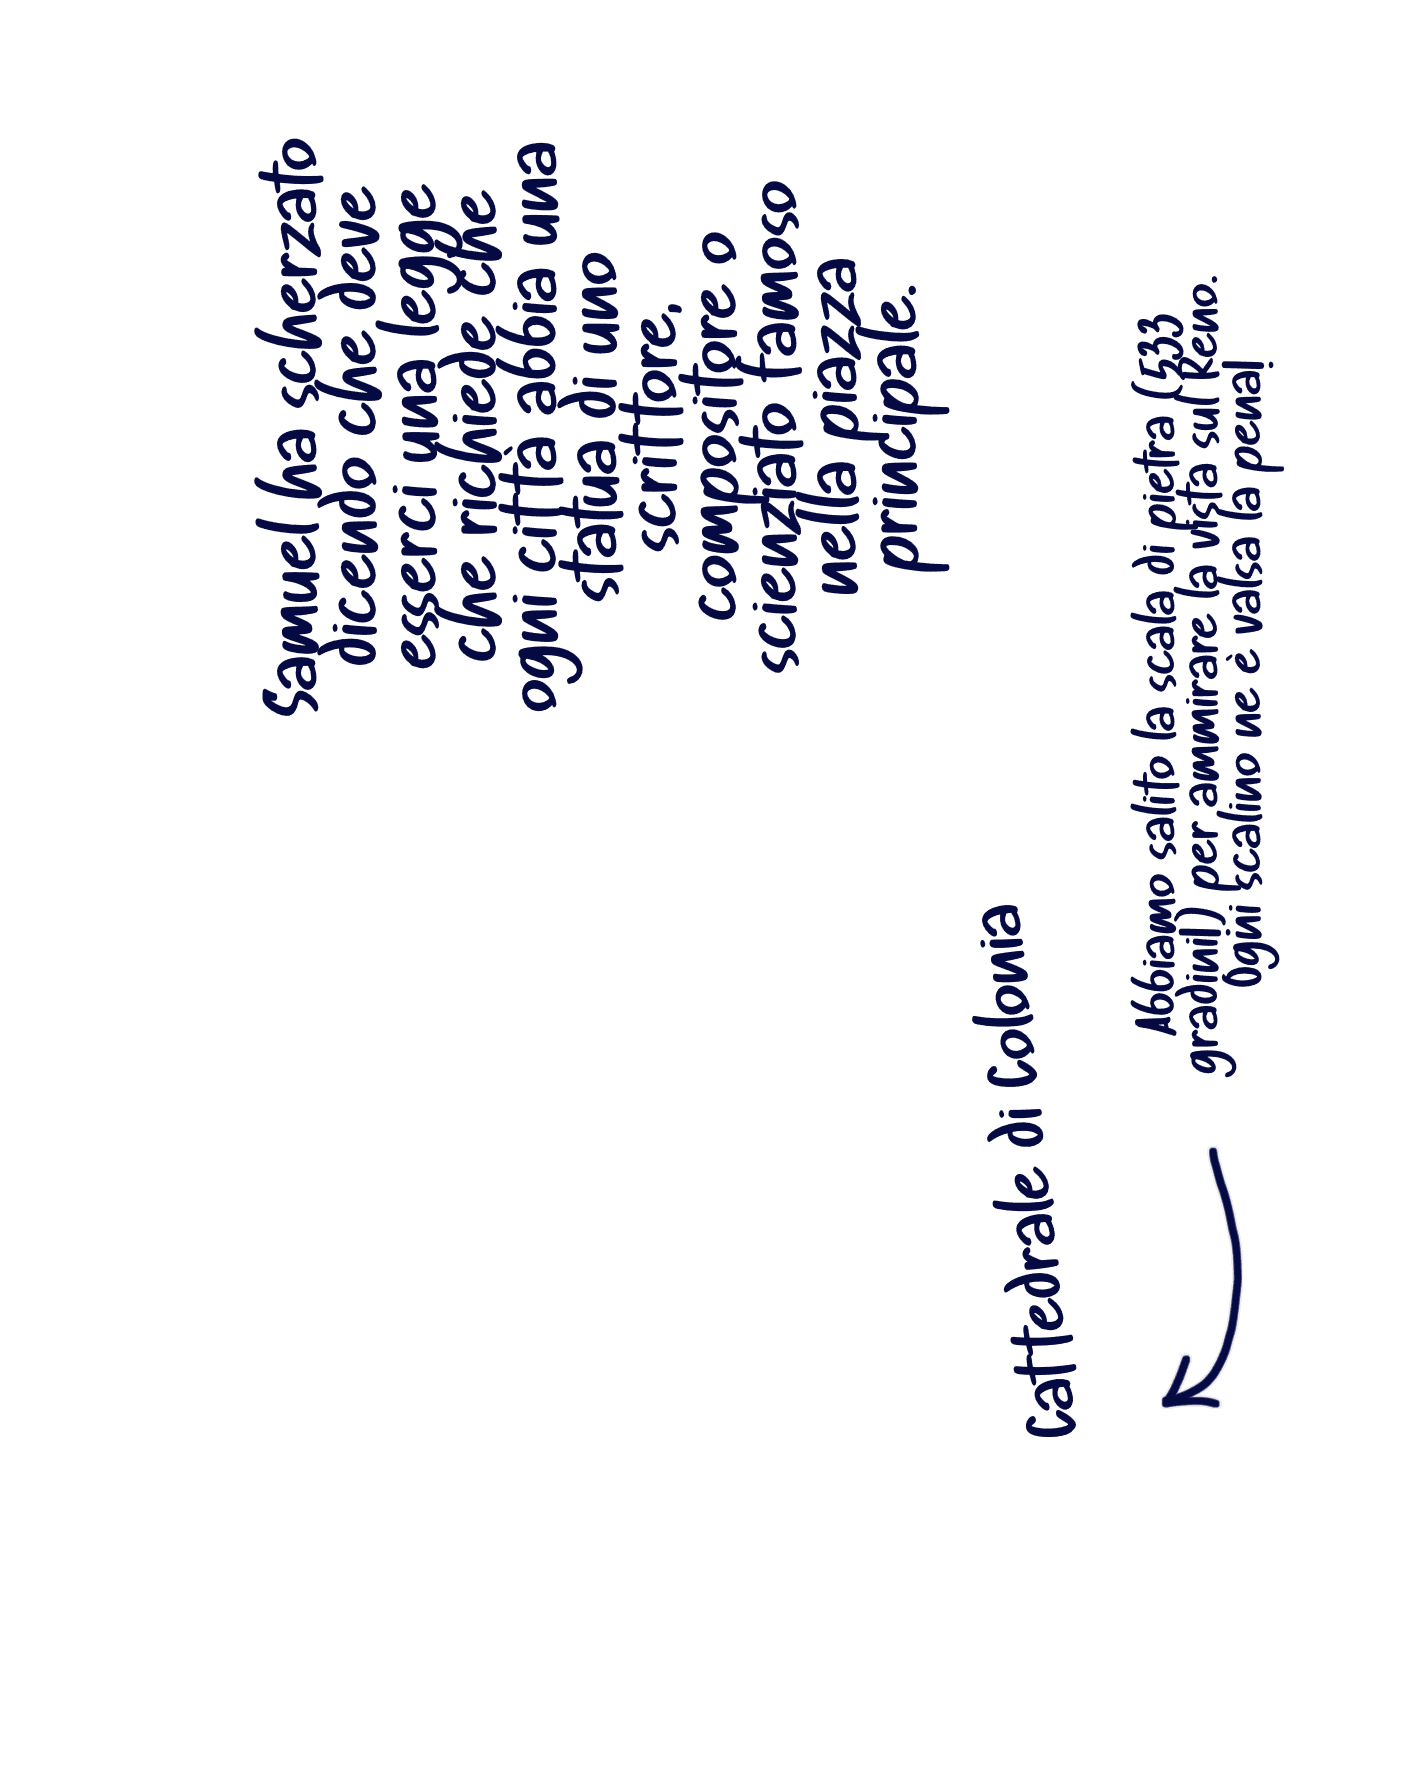 Samuel ha scherzato
dicendo che deve
esserci una legge
che richiede che
ogni città abbia una
statua di uno
scrittore,
compositore o
scienziato famoso
nella piazza
principale.
Cattedrale di Colonia
Abbiamo salito la scala di pietra (533
gradini!) per ammirare la vista sul Reno.
Ogni scalino ne è valsa la pena!